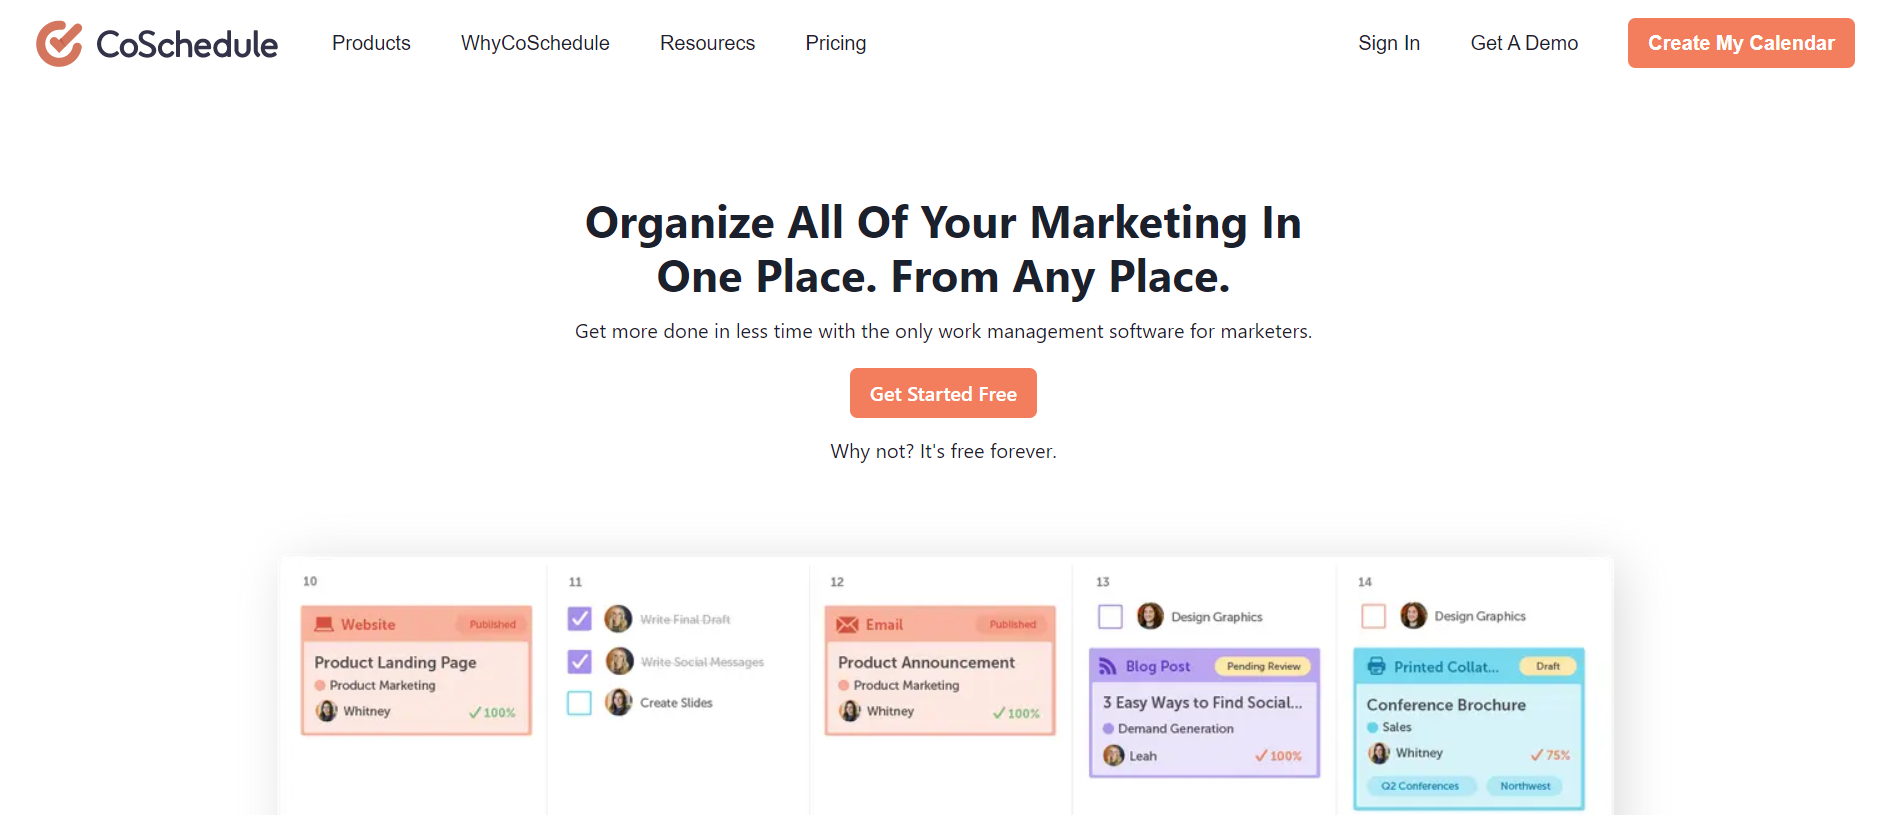 CoSchedule
Products
WhyCoSchedule
Resourecs
Pricing
Sign In
Get A Demo
Create My Calendar
Organize All Of Your Marketing In
One Place. From Any Place.
Get more done in less time with the only work management software for marketers.
Get Started Free
Why not? It's free forever.
10
Website
Published
Product Landing Page
Product Marketing
Whitney
100%
11
Write Final Draft
Write Social Messages
Create Slides
12
Email
Published
Product Announcement
Product Marketing
Whitney
100%
13
Design Graphics
Blog Post
Pending Review
3 Easy Ways to Find Social...
Demand Generation
Leah
100%
14
Design Graphics
Printed Collat...
Draft
Conference Brochure
Sales
Whitney
75%
Q2 Conferences
Northwest